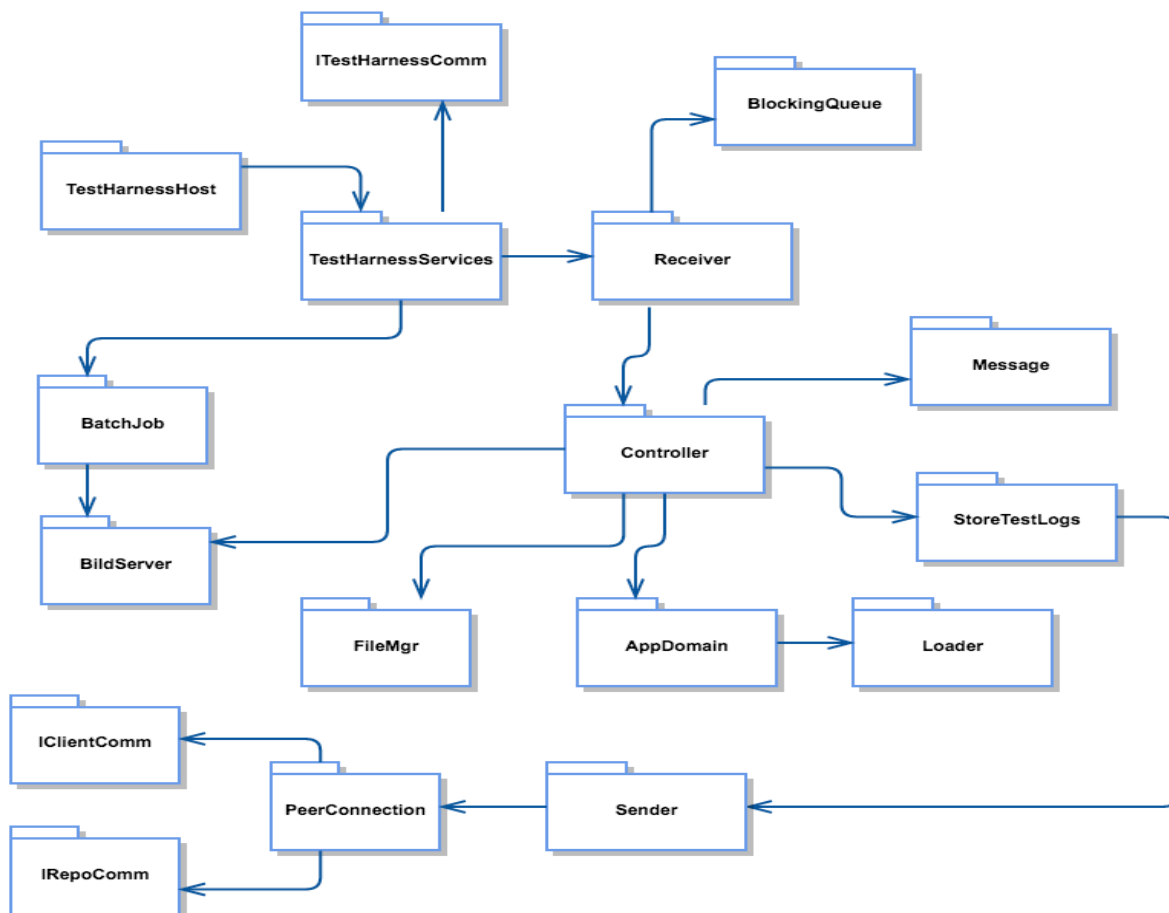 ITestHarnessComm
BlockingQueue
TestHarnessHost
TestHarnessServices
Receiver
Message
BatchJob
Controller
StoreTestLogs
BildServer
FileMgr
AppDomain
Loader
IClientComm
PeerConnection
Sender
IRepoComm